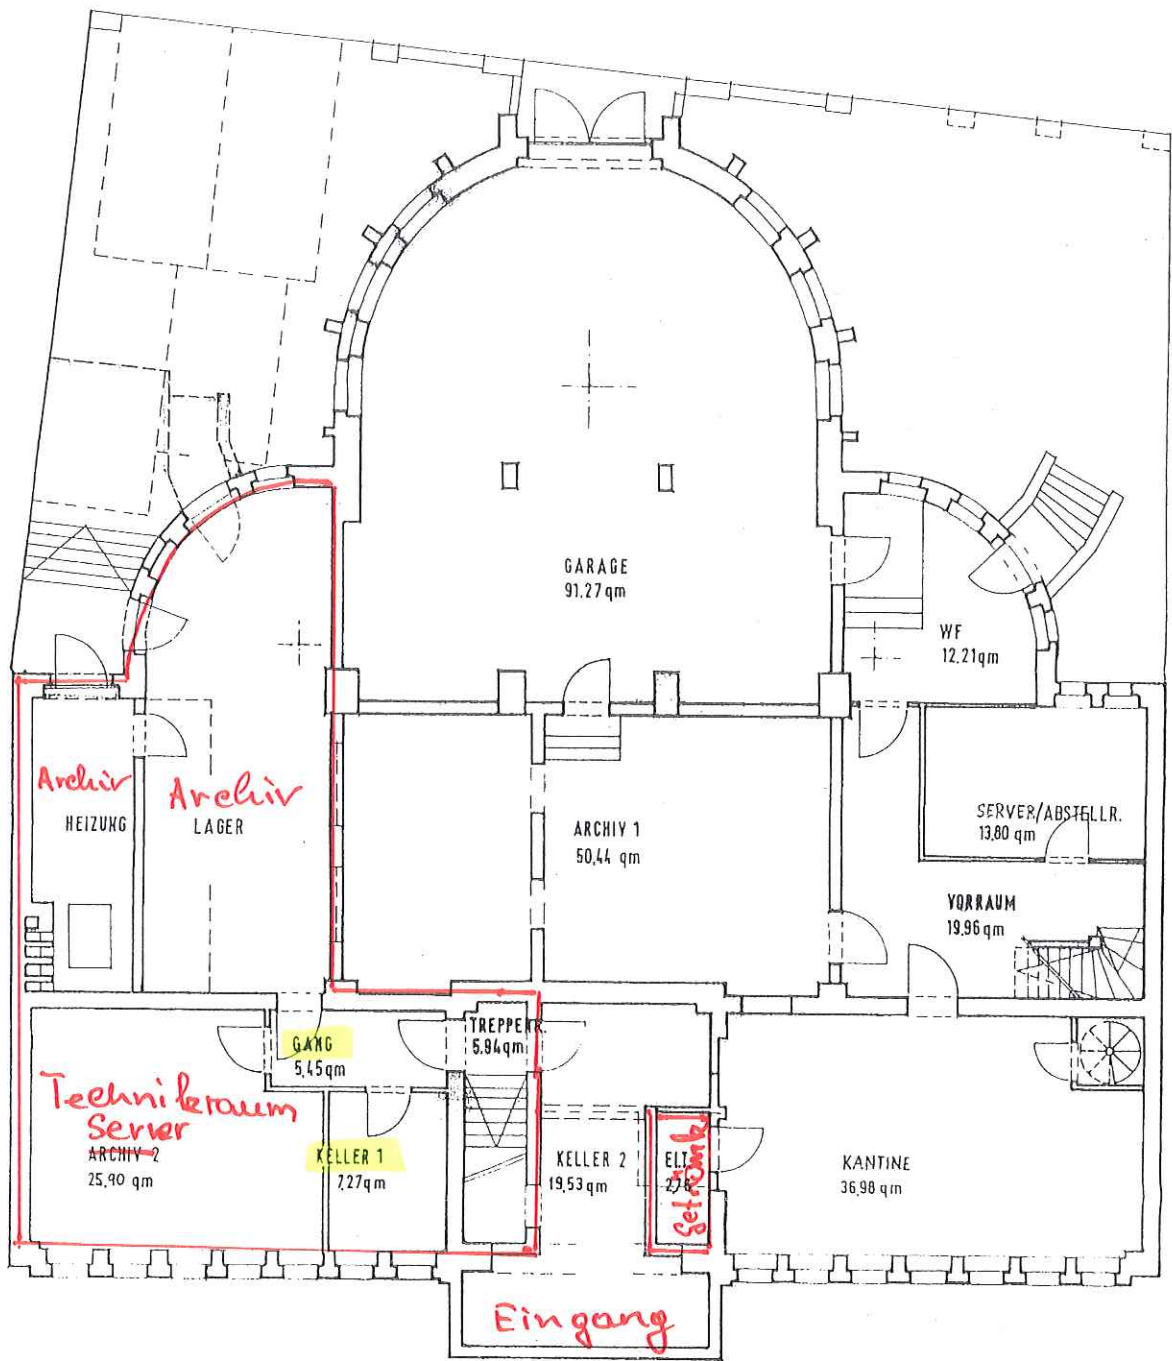 GARAGE
91,27 qm
WF
12,21 qm
Archiv
HEIZUNG
Archiv
LAGER
ARCHIV 1
50,44 qm
SERVER/ABSTELLR.
13,80 qm
VORRAUM
19,96 qm
GANG
5,45 qm
TREPPENR.
5,94 qm
Technikraum
Server
ARCHIV 2
25,90 qm
KELLER 1
7,27 qm
KELLER 2
19,53 qm
ELT.
Getränk
KANTINE
36,98 qm
Eingang